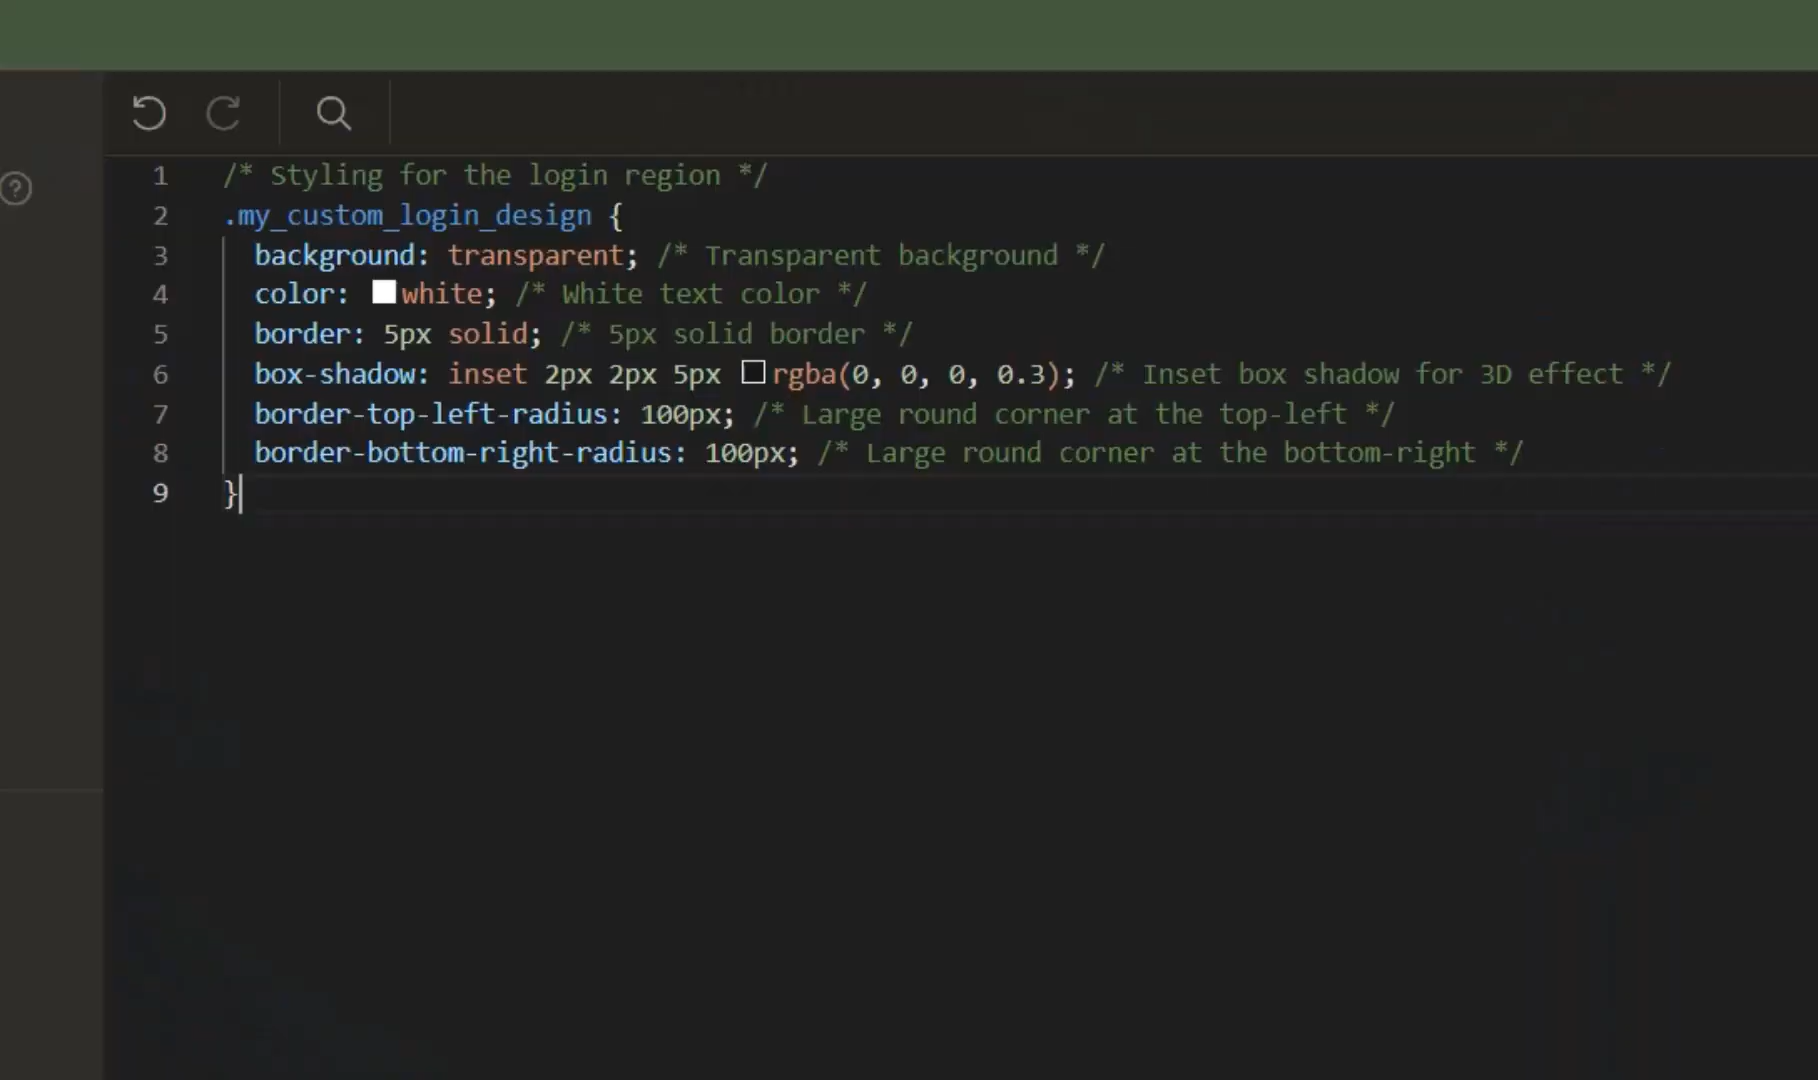 1 /* Styling for the login region */
2 .my_custom_login_design {
3 background: transparent; /* Transparent background */
4 color: white; /* White text color */
5 border: 5px solid; /* 5px solid border */
6 box-shadow: inset 2px 2px 5px rgba(0, 0, 0, 0.3); /* Inset box shadow for 3D effect */
7 border-top-left-radius: 100px; /* Large round corner at the top-left */
8 border-bottom-right-radius: 100px; /* Large round corner at the bottom-right */
9 }